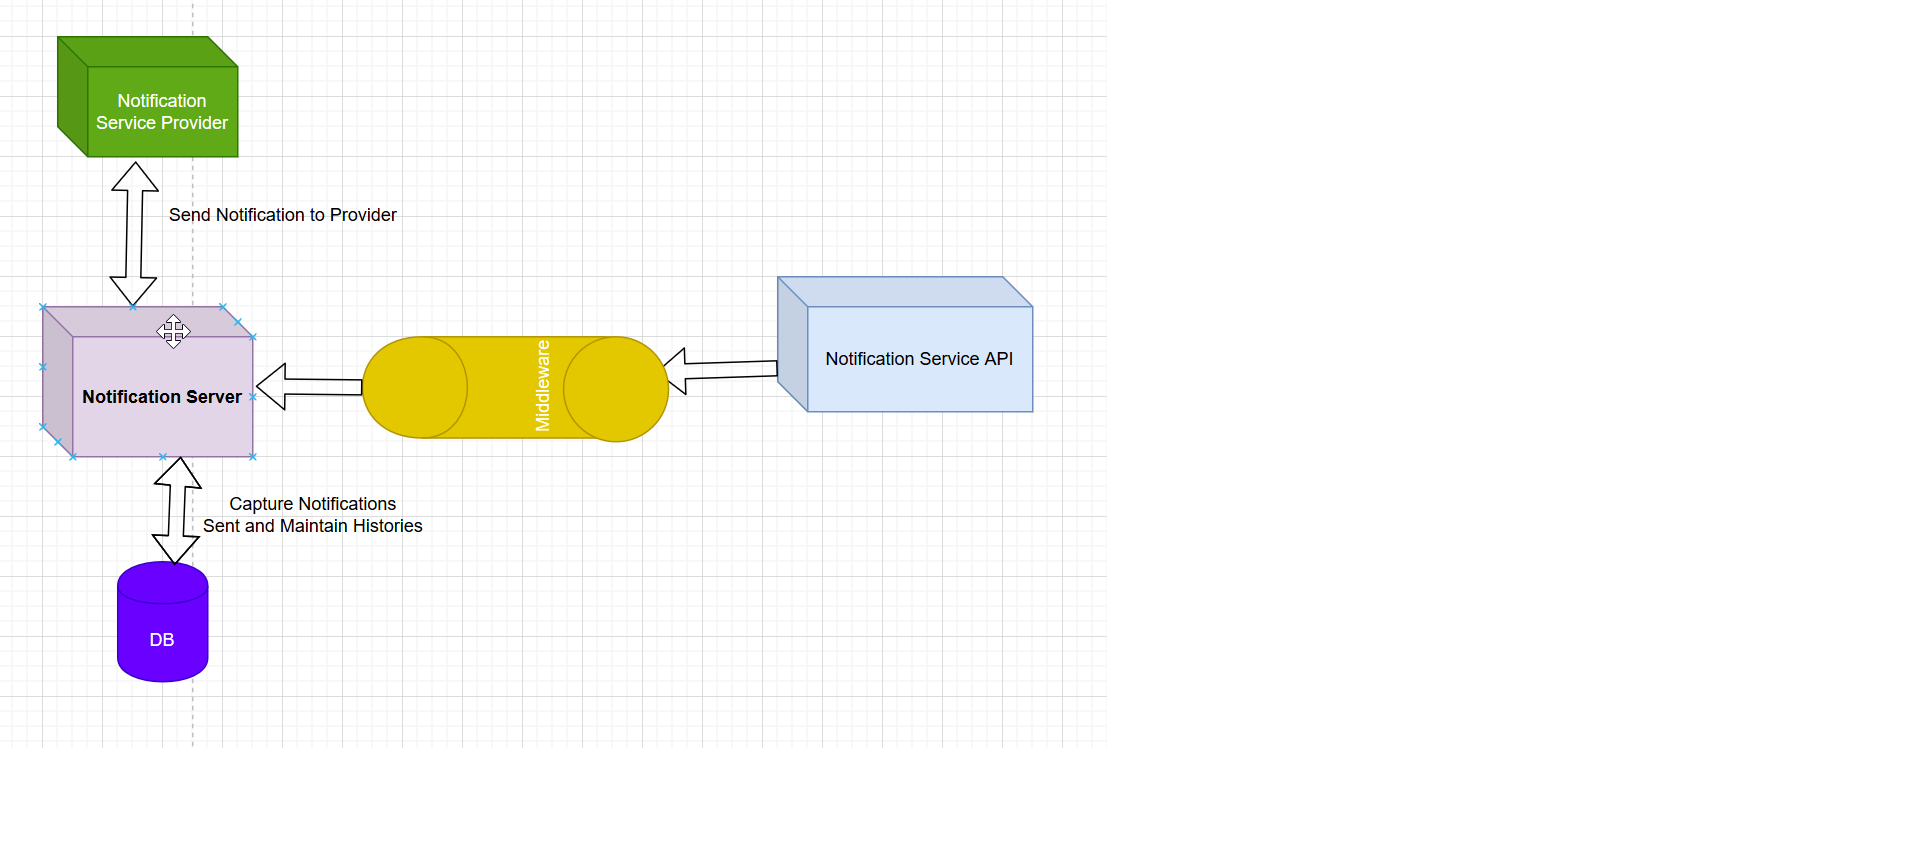 Notification
Service Provider
Send Notification to Provider
Notification Server
Middleware
Notification Service API
Capture Notifications
Sent and Maintain Histories
DB